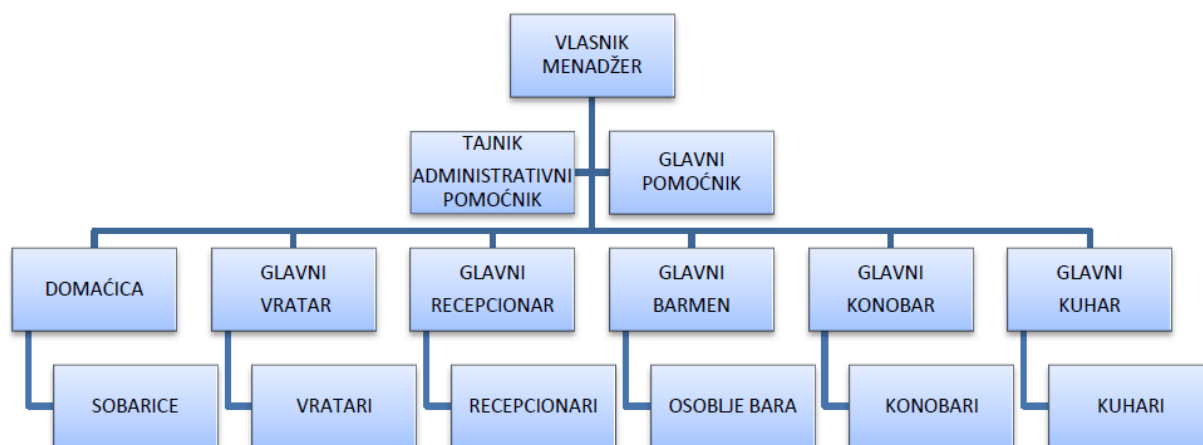 VLASNIK
MENADŽER
TAJNIK
ADMINISTRATIVNI
POMOĆNIK
GLAVNI
POMOĆNIK
DOMAĆICA
GLAVNI
VRATAR
GLAVNI
RECEPCIONAR
GLAVNI
BARMEN
GLAVNI
KONOBAR
GLAVNI
KUHAR
SOBARICE
VRATARI
RECEPCIONARI
OSOBLJE BARA
KONOBARI
KUHARI